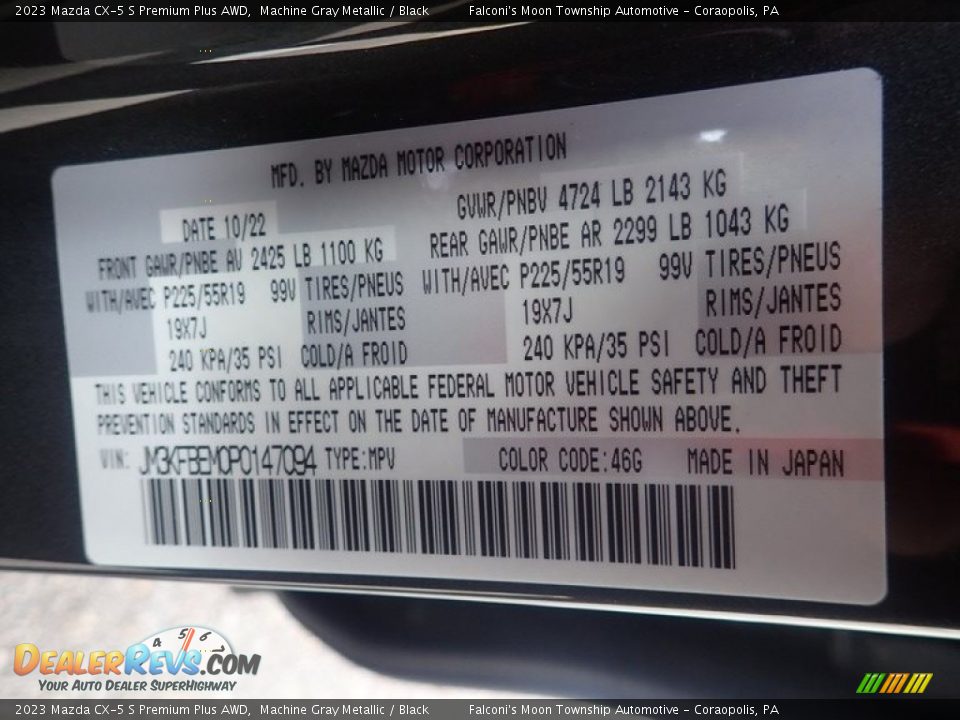 2023 Mazda CX-5 S Premium Plus AWD, Machine Gray Metallic / Black Falconi's Moon Township Automotive - Coraopolis, PA
MFD. BY MAZDA MOTOR CORPORATION
DATE 10/22 GVWR/PNBV 4724 LB 2143 KG
FRONT GAWR/PNBE AV 2425 LB 1100 KG REAR GAWR/PNBE AR 2299 LB 1043 KG
WITH/AVEC P225/55R19 99V TIRES/PNEUS WITH/AVEC P225/55R19 99V TIRES/PNEUS
19X7J RIMS/JANTES 19X7J RIMS/JANTES
240 KPA/35 PSI COLD/A FROID 240 KPA/35 PSI COLD/A FROID
THIS VEHICLE CONFORMS TO ALL APPLICABLE FEDERAL MOTOR VEHICLE SAFETY AND THEFT
PREVENTION STANDARDS IN EFFECT ON THE DATE OF MANUFACTURE SHOWN ABOVE.
VIN: JM3KFBEM0P0147094 TYPE:MPV COLOR CODE:46G MADE IN JAPAN
4 5 6
DEALERREVS.COM
YOUR AUTO DEALER SUPERHIGHWAY
2023 Mazda CX-5 S Premium Plus AWD, Machine Gray Metallic / Black Falconi's Moon Township Automotive - Coraopolis, PA